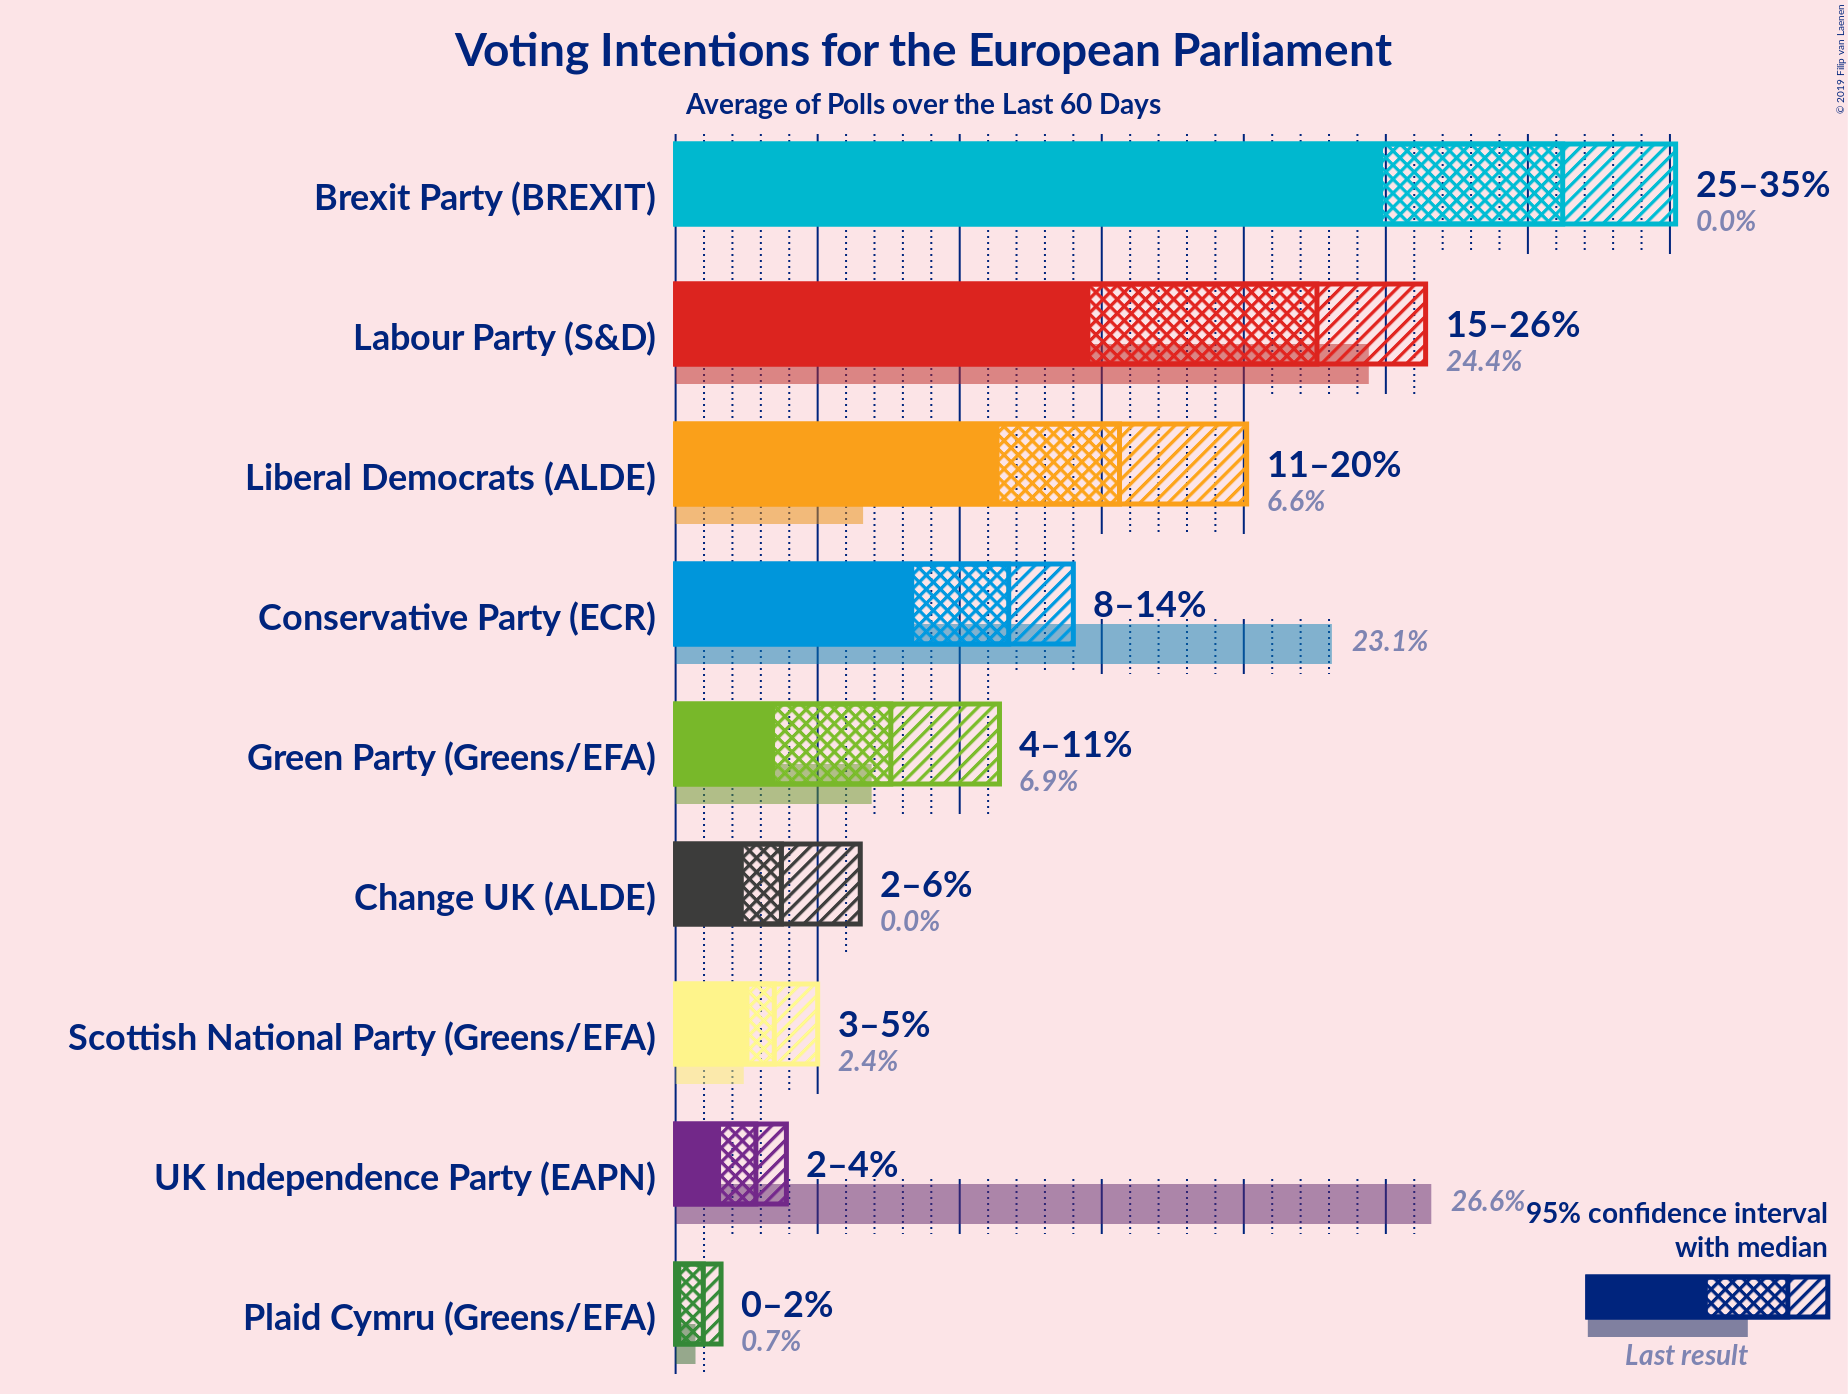 © 2019 Filip van Laenen
Voting Intentions for the European Parliament
Average of Polls over the Last 60 Days
Brexit Party (BREXIT)
25–35%
0.0%
Labour Party (S&D)
15–26%
24.4%
Liberal Democrats (ALDE)
11–20%
6.6%
Conservative Party (ECR)
8–14%
23.1%
Green Party (Greens/EFA)
4–11%
6.9%
Change UK (ALDE)
2–6%
0.0%
Scottish National Party (Greens/EFA)
3–5%
2.4%
UK Independence Party (EAPN)
2–4%
26.6%
Plaid Cymru (Greens/EFA)
0–2%
0.7%
95% confidence interval
with median
Last result